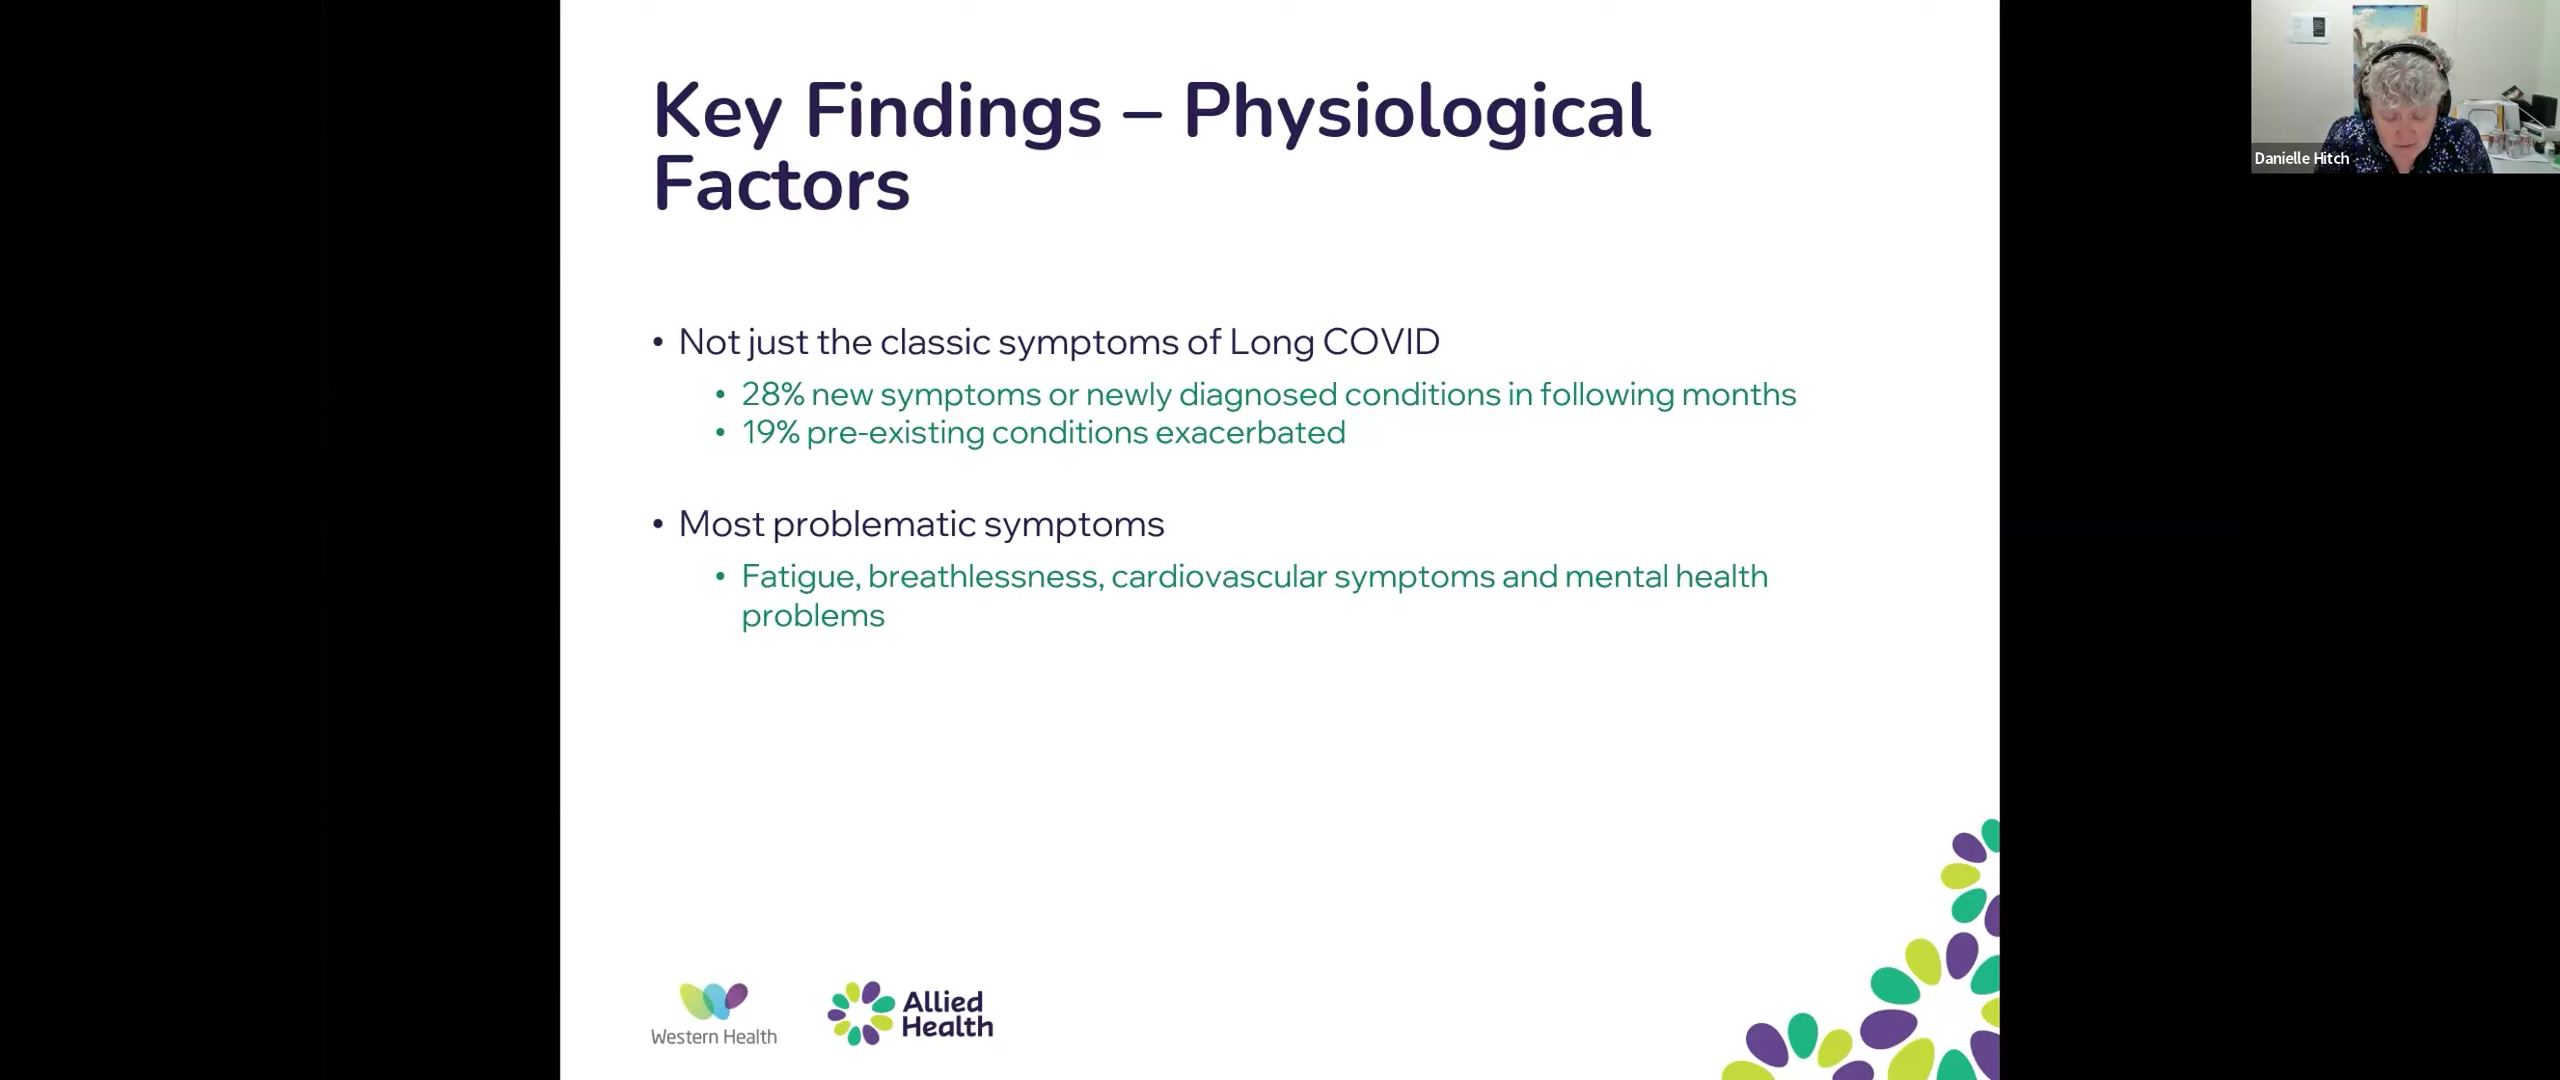 Key Findings – Physiological
Factors
• Not just the classic symptoms of Long COVID
• 28% new symptoms or newly diagnosed conditions in following months
• 19% pre-existing conditions exacerbated
• Most problematic symptoms
• Fatigue, breathlessness, cardiovascular symptoms and mental health
problems
Western Health
Allied
Health
Danielle Hitch